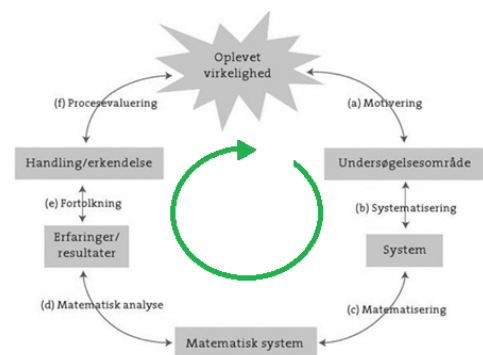 Oplevet
virkelighed
(f) Procesevaluering
(a) Motivering
Handling/erkendelse
Undersøgelsesområde
(e) Fortolkning
(b) Systematisering
Erfaringer/
resultater
System
(d) Matematisk analyse
(c) Matematisering
Matematisk system